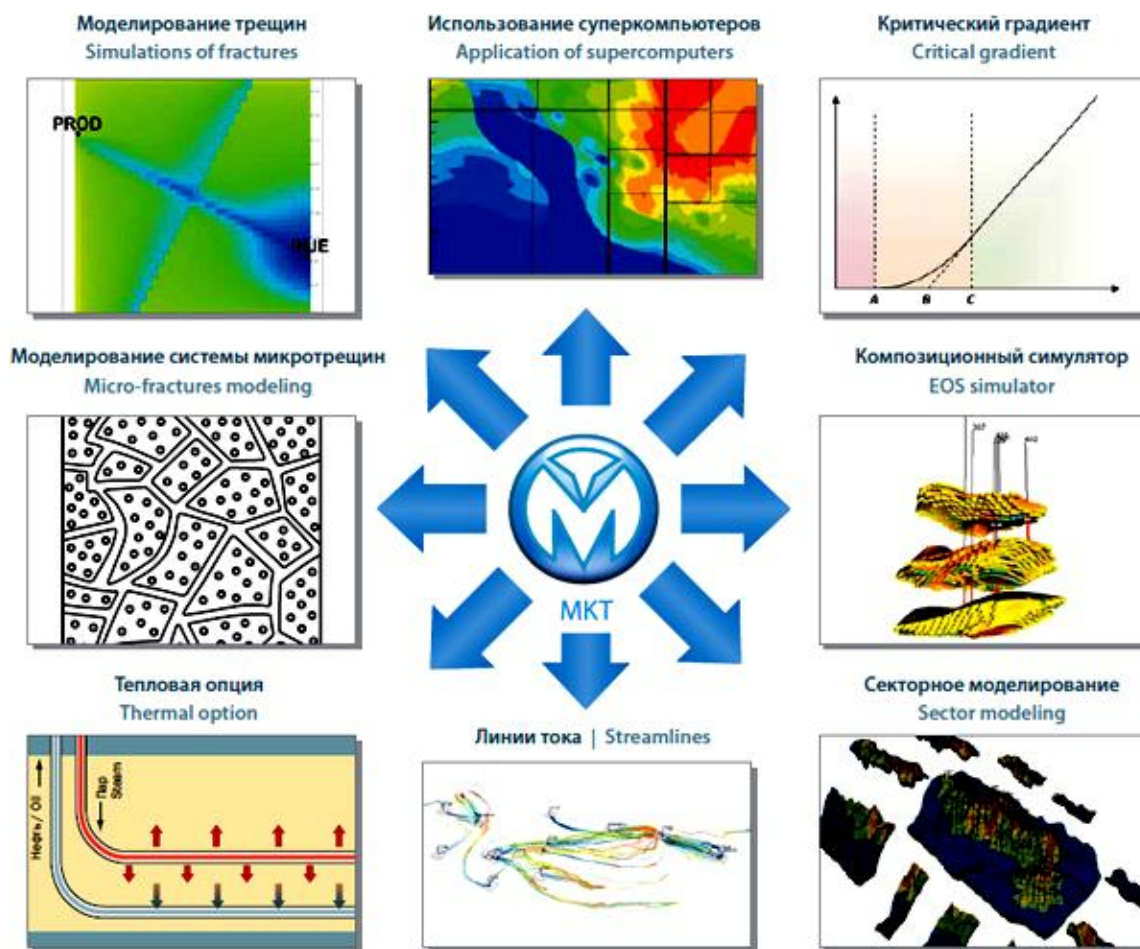 Моделирование трещин
Simulations of fractures
Использование суперкомпьютеров
Application of supercomputers
Критический градиент
Critical gradient
PROD
A B C
Моделирование системы микротрещин
Micro-fractures modeling
Композиционный симулятор
EOS simulator
МКТ
Тепловая опция
Thermal option
Линии тока | Streamlines
Секторное моделирование
Sector modeling
Нефть / Oil
Пар
Steam